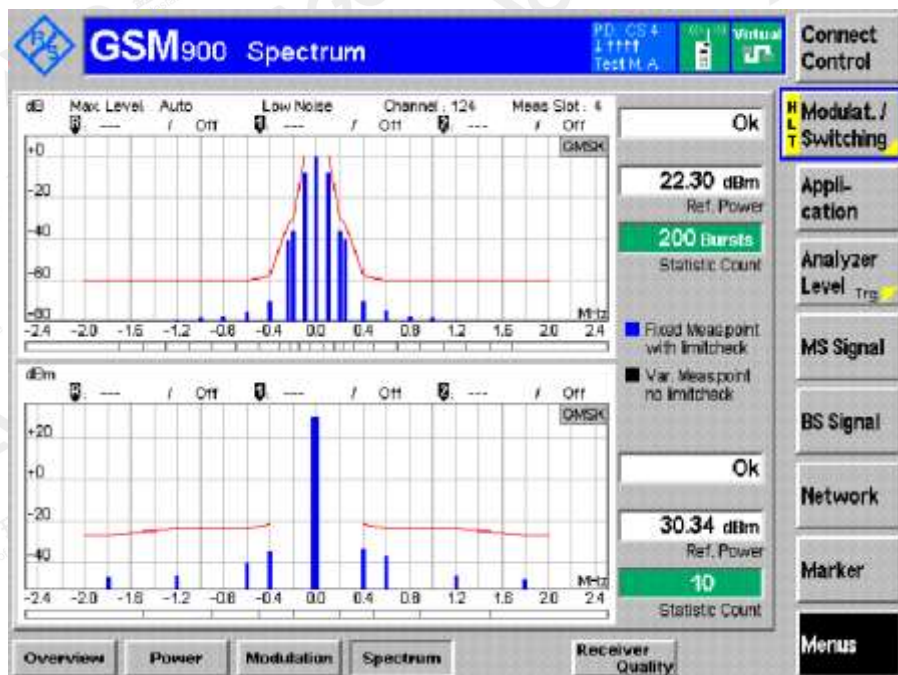 GSM900 Spectrum
PD: CS4
Test M. A
Virtual
Connect Control
dB Max. Level Auto Low Noise Channel: 124 Meas Slot: 4
--- / Off --- / Off --- / Off
GMSK
+0
-20
-40
-60
-80
MHz
-2.4 -2.0 -1.6 -1.2 -0.8 -0.4 0.0 0.4 0.8 1.2 1.6 2.0 2.4
Ok
22.30 dBm
Ref. Power
200 Bursts
Statistic Count
Fixed Measpoint
with limitcheck
Var. Measpoint
no limitcheck
dBm
--- / Off --- / Off --- / Off
GMSK
+20
+0
-20
-40
MHz
-2.4 -2.0 -1.6 -1.2 -0.8 -0.4 0.0 0.4 0.8 1.2 1.6 2.0 2.4
Ok
30.34 dBm
Ref. Power
10
Statistic Count
HLT
Modulat. /
Switching
Appli-
cation
Analyzer
Level Trg
MS Signal
BS Signal
Network
Marker
Menus
Overview Power Modulation Spectrum Receiver
Quality